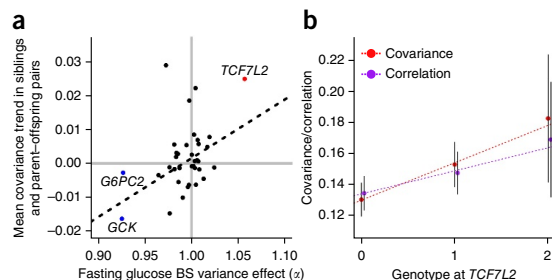 a
Mean covariance trend in siblings
and parent–offspring pairs
0.03
0.02
0.01
0.00
−0.01
−0.02
TCF7L2
G6PC2
GCK
0.90
0.95
1.00
1.05
1.10
Fasting glucose BS variance effect (α)
b
Covariance
Correlation
Covariance/correlation
0.22
0.20
0.18
0.16
0.14
0.12
0
1
2
Genotype at TCF7L2